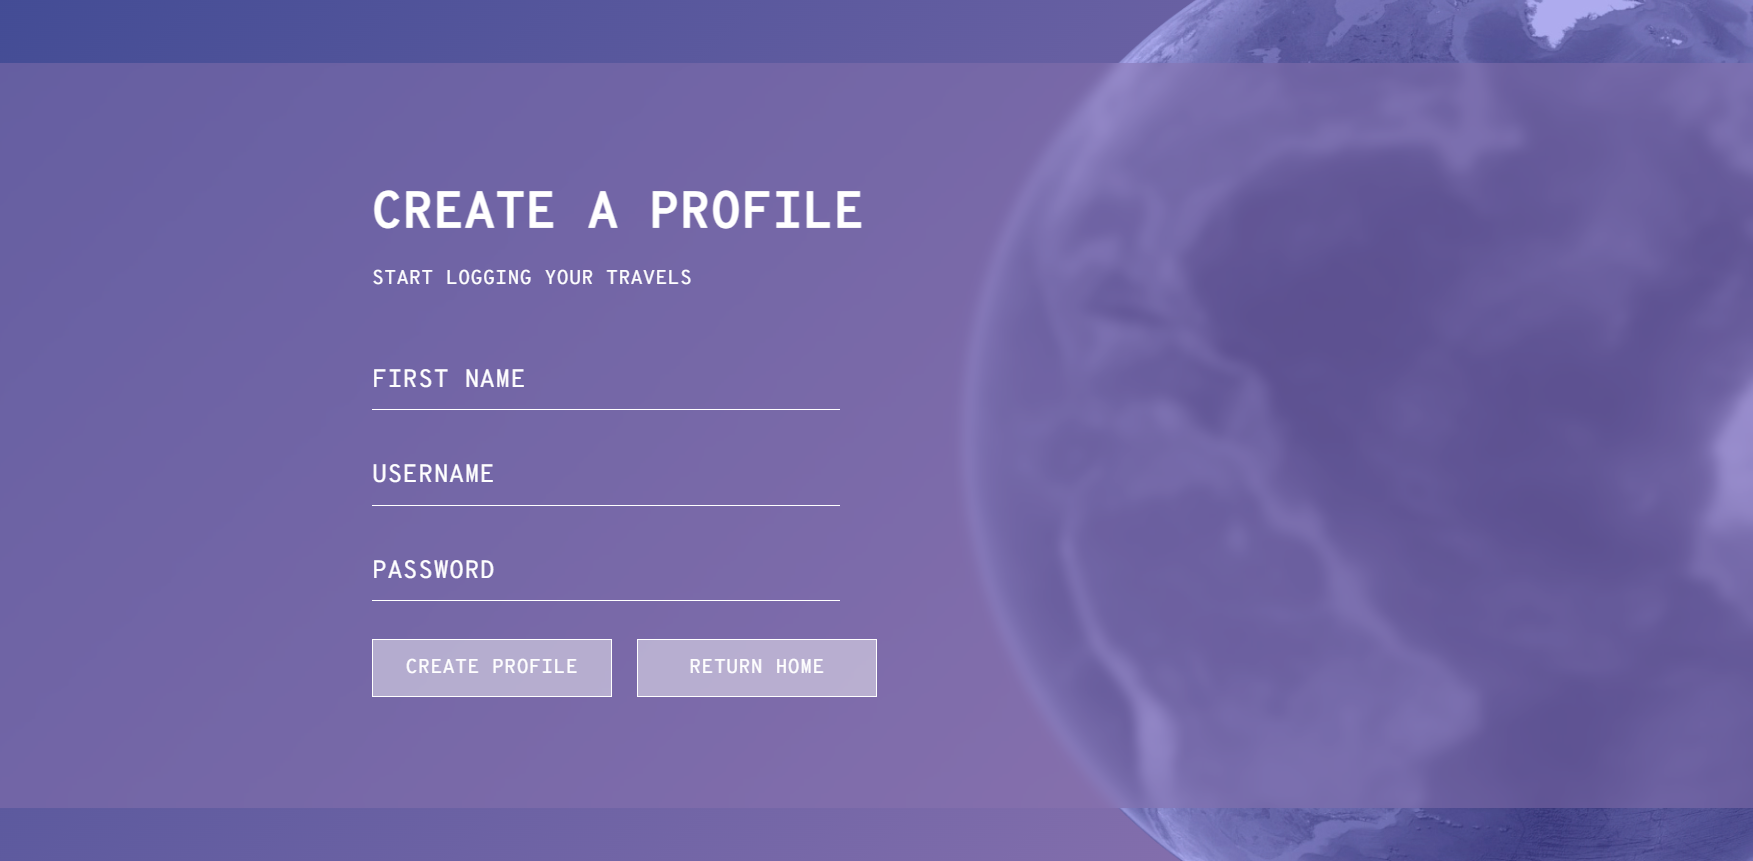 CREATE A PROFILE
START LOGGING YOUR TRAVELS
FIRST NAME
USERNAME
PASSWORD
CREATE PROFILE
RETURN HOME